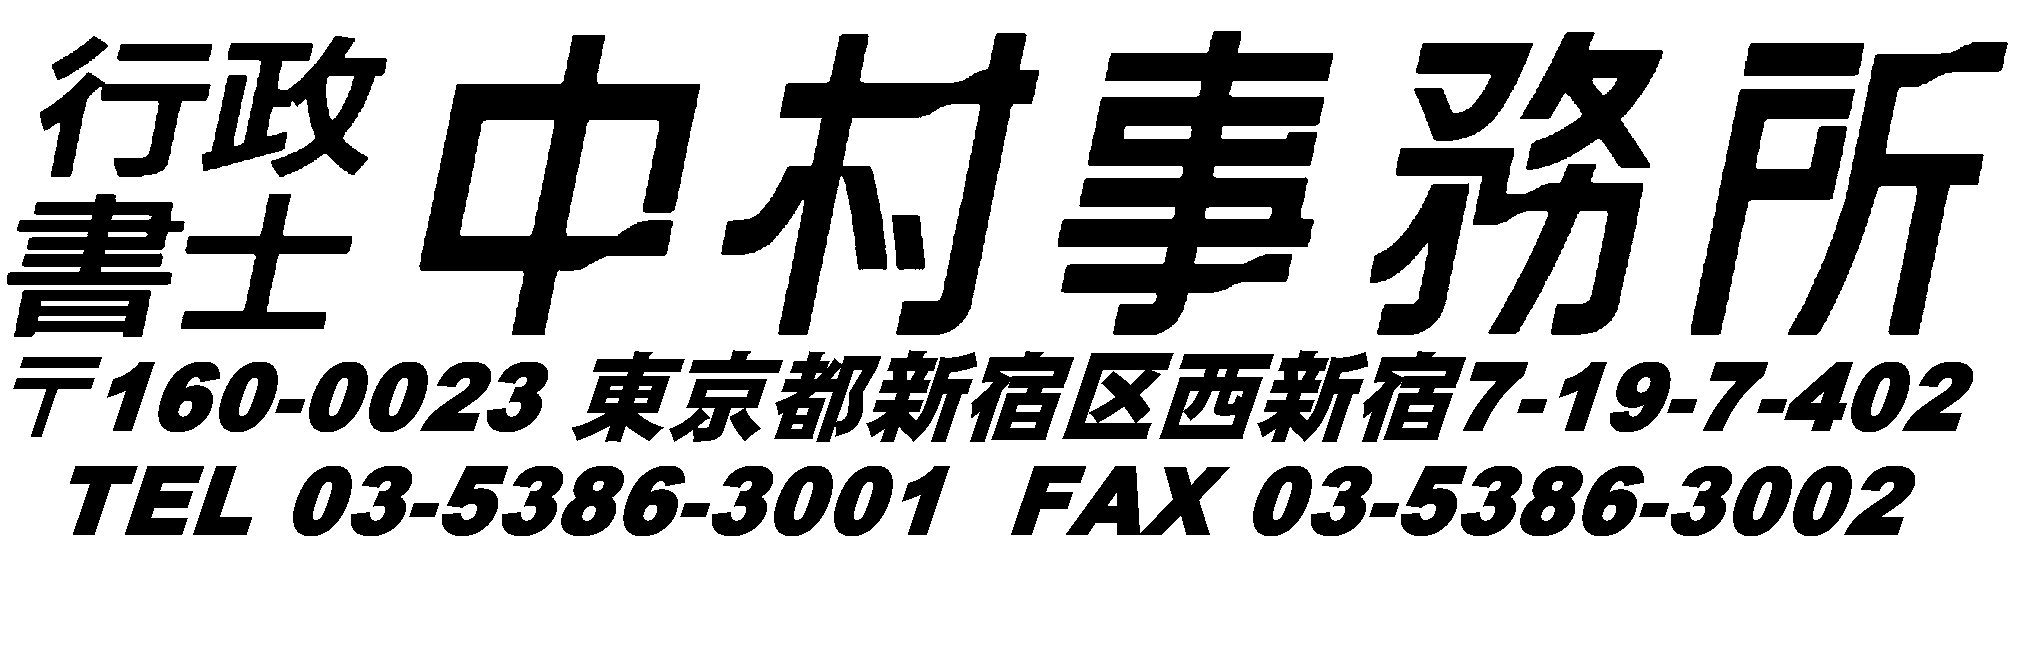 行政書士 中村事務所
〒160-0023 東京都新宿区西新宿7-19-7-402
TEL 03-5386-3001 FAX 03-5386-3002